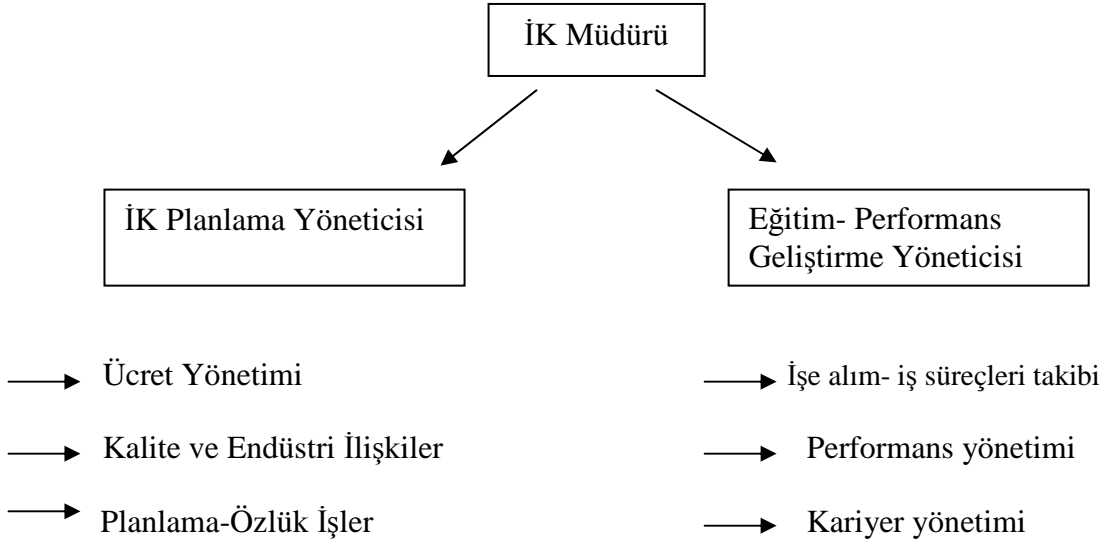 İK Müdürü
İK Planlama Yöneticisi
Eğitim- Performans
Geliştirme Yöneticisi
Ücret Yönetimi
Kalite ve Endüstri İlişkiler
Planlama-Özlük İşler
İşe alım- iş süreçleri takibi
Performans yönetimi
Kariyer yönetimi